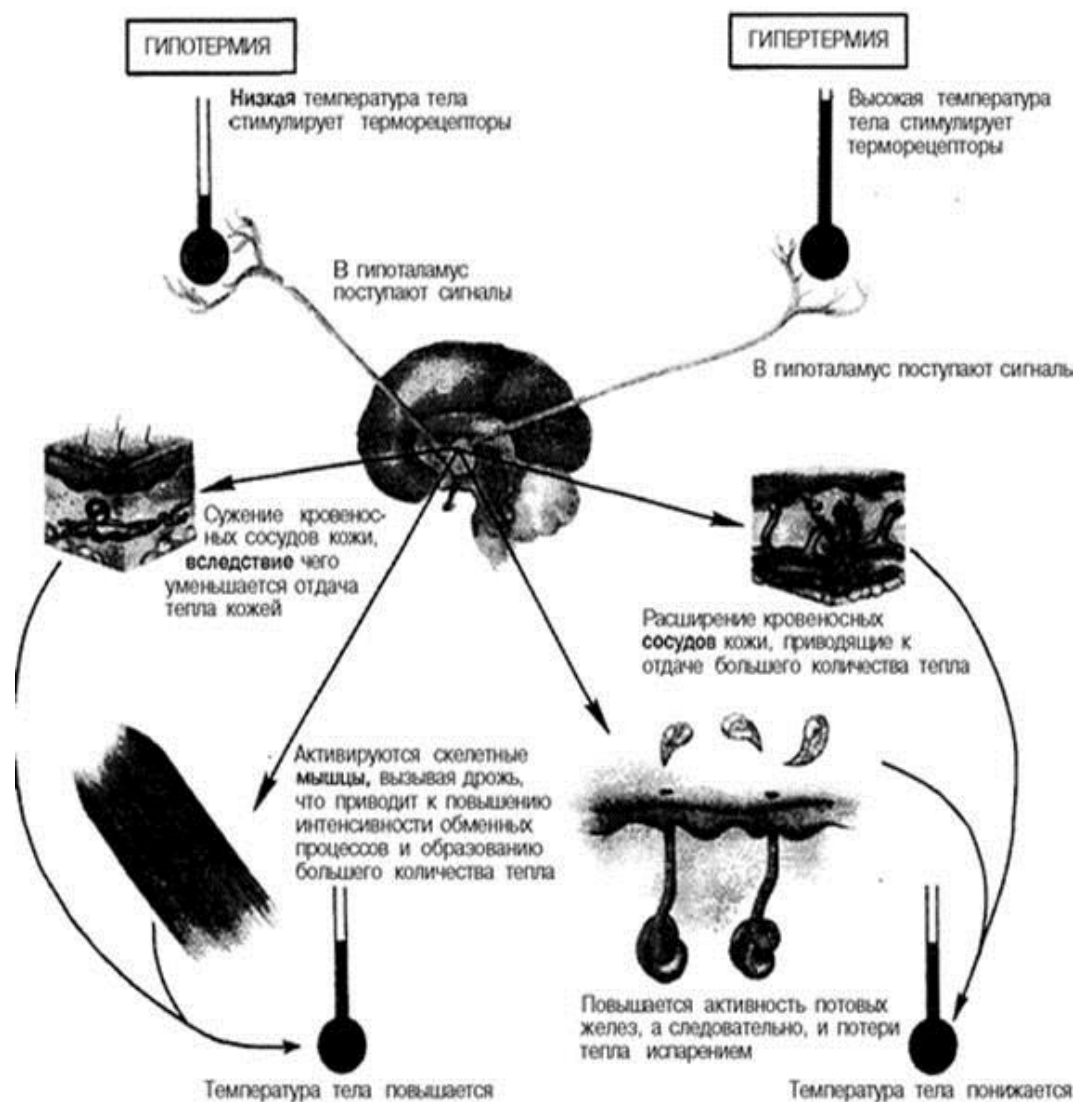 ГИПОТЕРМИЯ
Низкая температура тела
стимулирует терморецепторы
В гипоталамус
поступают сигналы
ГИПЕРТЕРМИЯ
Высокая температура
тела стимулирует
терморецепторы
В гипоталамус поступают сигналь
Сужение кровенос-
ных сосудов кожи,
вследствие чего
уменьшается отдача
тепла кожей
Расширение кровеносных
сосудов кожи, приводящие к
отдаче большего количества тепла
Активируются скелетные
мышцы, вызывая дрожь,
что приводит к повышению
интенсивности обменных
процессов и образованию
большего количества тепла
Повышается активность потовых
желез, а следовательно, и потери
тепла испарением
Температура тела повышается
Температура тела понижается